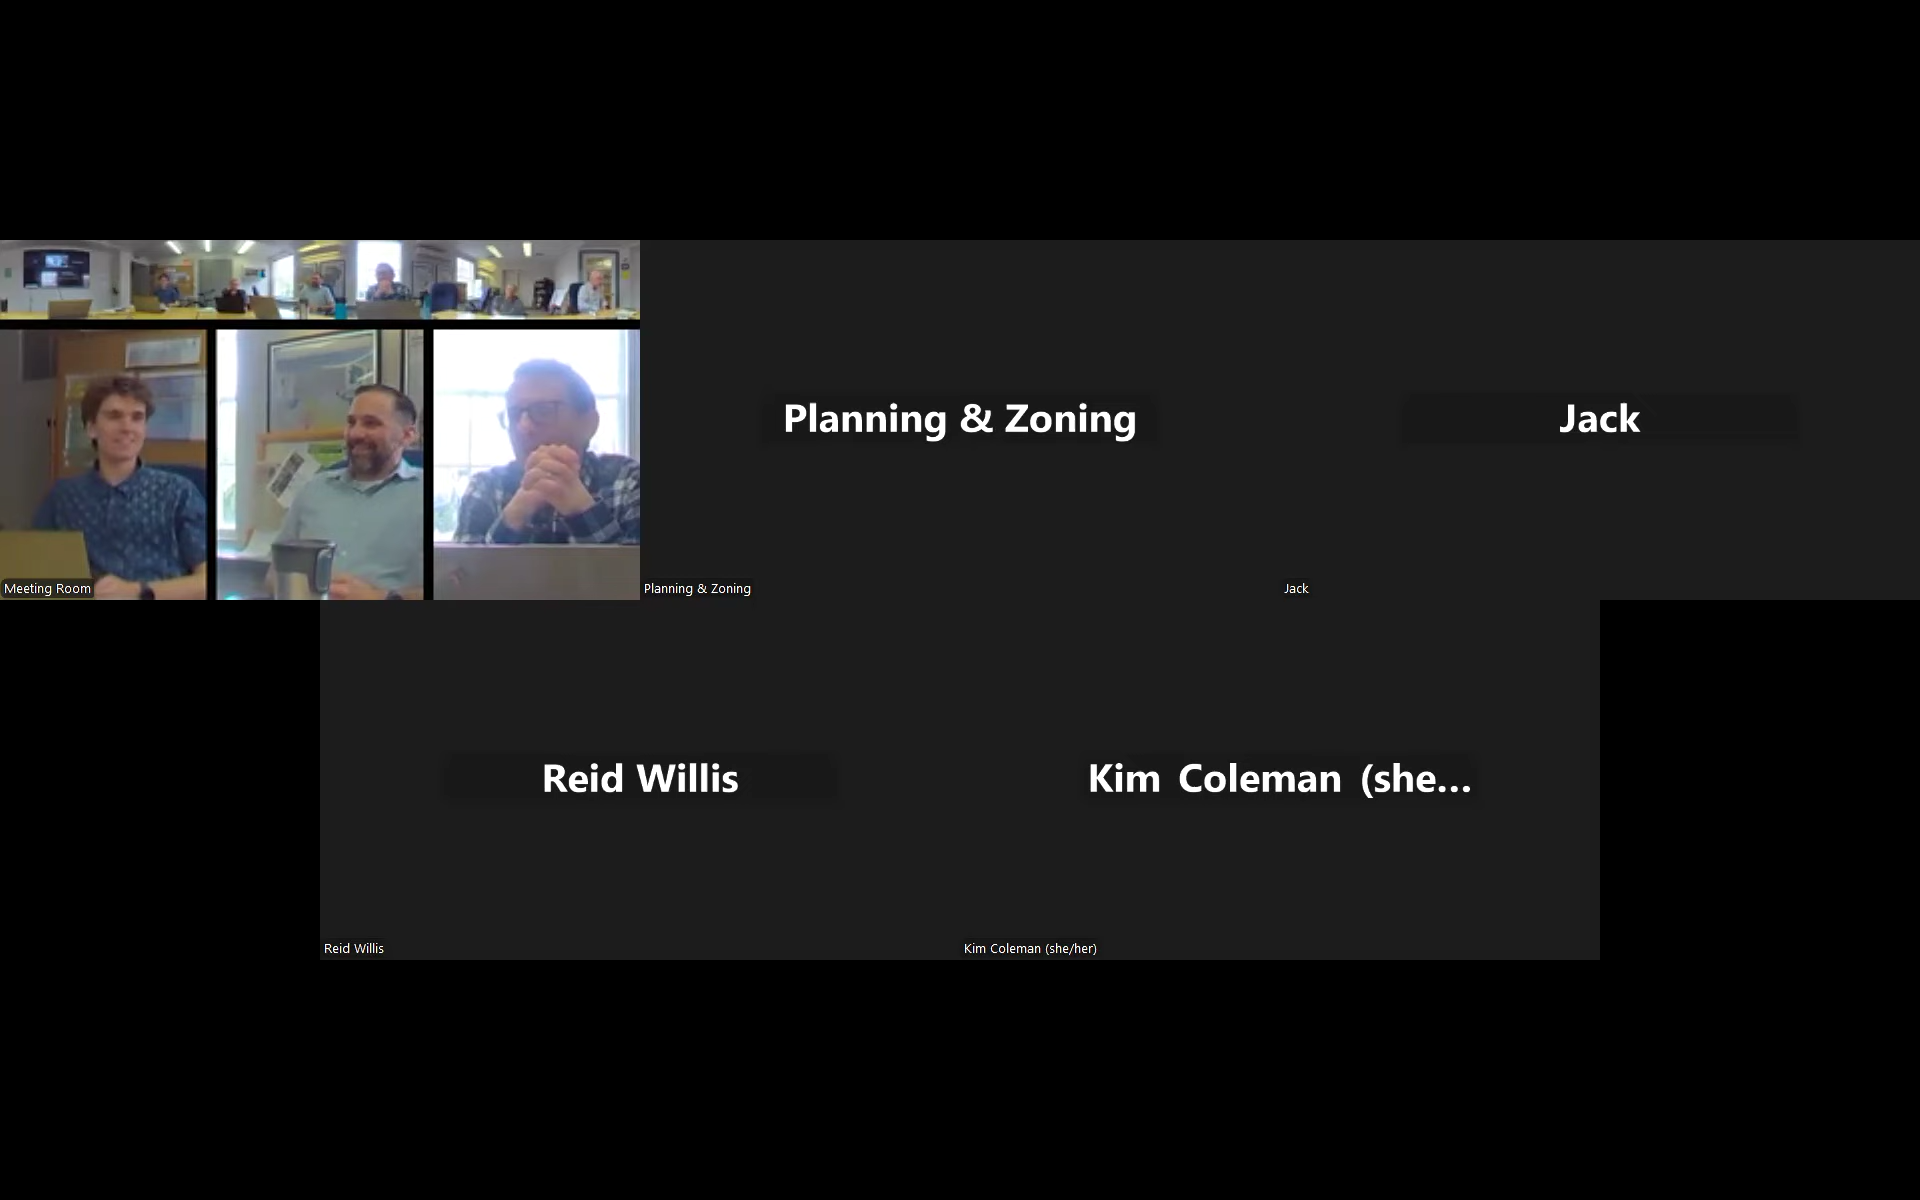 Planning & Zoning
Jack
Meeting Room
Planning & Zoning
Jack
Reid Willis
Kim Coleman (she...
Reid Willis
Kim Coleman (she/her)